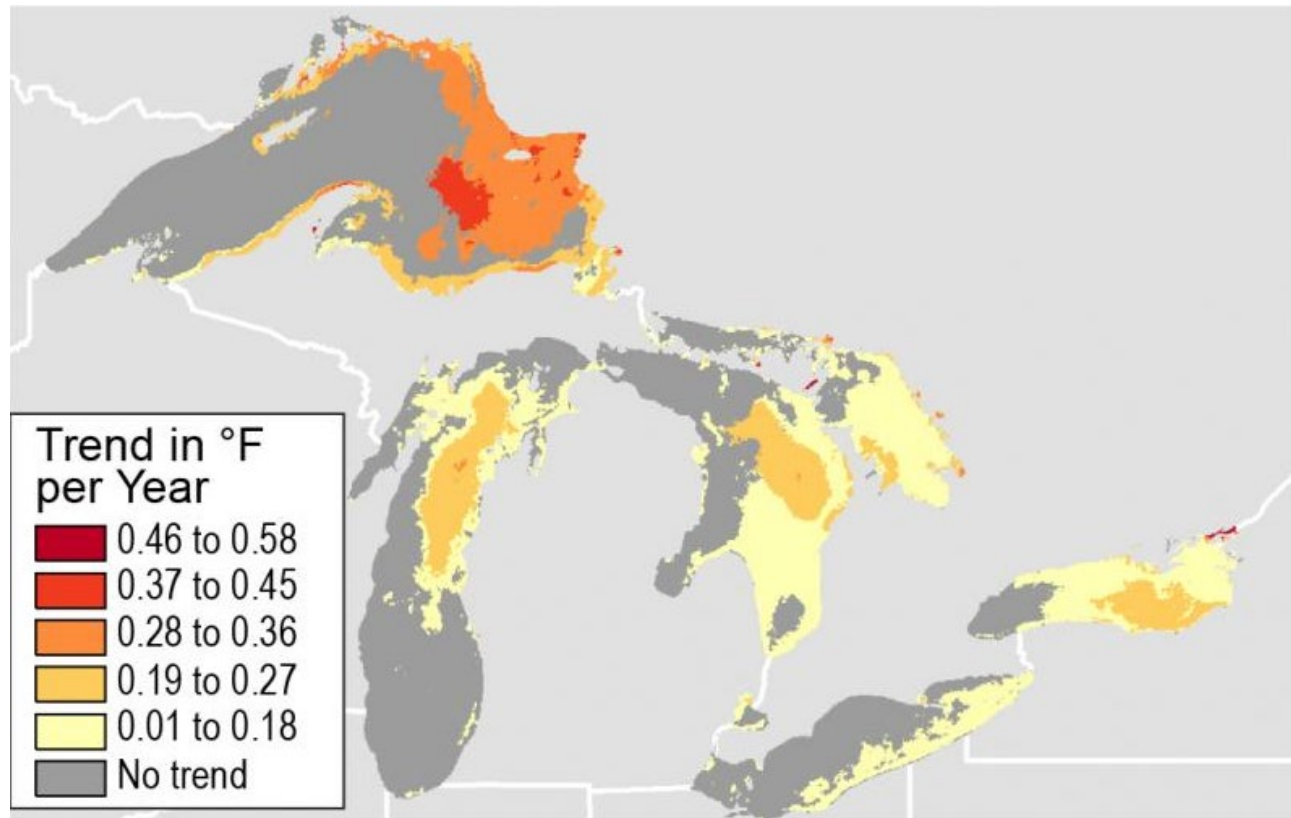 Trend in °F
per Year
0.46 to 0.58
0.37 to 0.45
0.28 to 0.36
0.19 to 0.27
0.01 to 0.18
No trend